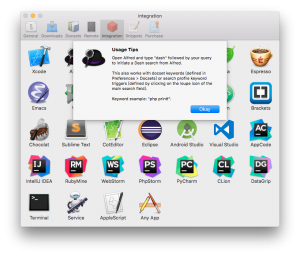 Integration
General Downloads Docsets Remote Integration Snippets Purchase
Usage Tips
Open Alfred and type "dash" followed by your query
to initiate a Dash search from Alfred.
This also works with docset keywords (defined in
Preferences > Docsets) or search profile keyword
triggers (defined by clicking on the loupe icon of the
main search field).
Keyword example: "php:printf".
Okay
Xcode
Espresso
Emacs
Brackets
Chocolat Sublime Text CotEditor Eclipse Android Studio Visual Studio AppCode
IntelliJ IDEA RubyMine WebStorm PhpStorm PyCharm CLion DataGrip
Terminal Service AppleScript Any App